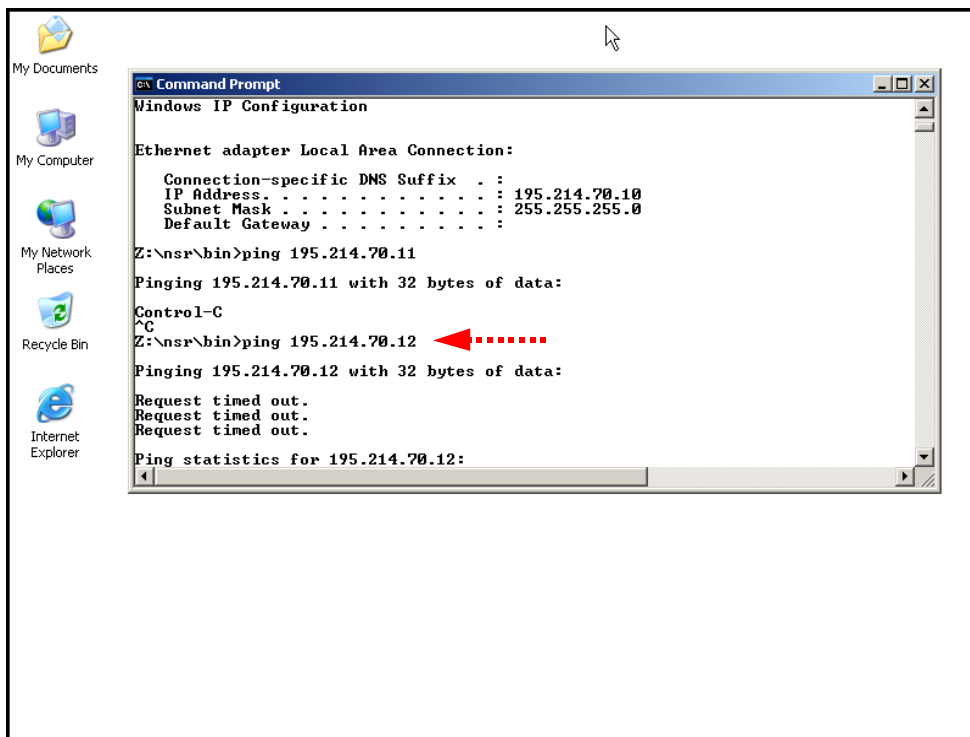 My Documents
My Computer
My Network
Places
Recycle Bin
Internet
Explorer
Command Prompt
Windows IP Configuration
Ethernet adapter Local Area Connection:
Connection-specific DNS Suffix . :
IP Address. . . . . . . . . . . . : 195.214.70.10
Subnet Mask . . . . . . . . . . . : 255.255.255.0
Default Gateway . . . . . . . . . :
Z:\nsr\bin>ping 195.214.70.11
Pinging 195.214.70.11 with 32 bytes of data:
Control-C
^C
Z:\nsr\bin>ping 195.214.70.12
Pinging 195.214.70.12 with 32 bytes of data:
Request timed out.
Request timed out.
Request timed out.
Ping statistics for 195.214.70.12: